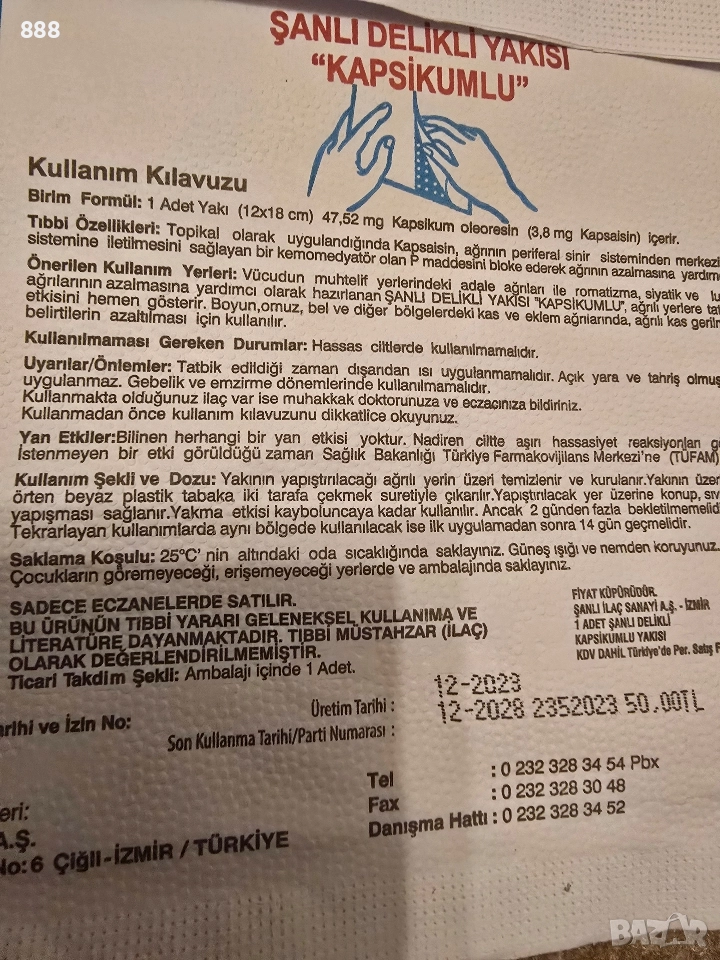 888
ŞANLI DELİKLİ YAKISI
“KAPSİKUMLU”
Kullanım Kılavuzu
Birim Formül: 1 Adet Yakı (12x18 cm) 47,52 mg Kapsikum oleoresin (3,8 mg Kapsaisin) içerir.
Tıbbi Özellikleri: Topikal olarak uygulandığında Kapsaisin, ağrının periferal sinir sisteminden merkezi
sistemine iletilmesini sağlayan bir kemomedyatör olan P maddesini bloke ederek ağrının azalmasına yardımc
Önerilen Kullanım Yerleri: Vücudun muhtelif yerlerindeki adale ağrıları ile romatizma, siyatik ve
ağrılarının azalmasına yardımcı olarak hazırlanan ŞANLI DELİKLİ YAKISI "KAPSİKUMLU", ağrılı yerlere
etkisini hemen gösterir. Boyun,omuz, bel ve diğer bölgelerdeki kas ve eklem ağrılarında, ağrılı kas
belirtilerin azaltılması için kullanılır.
Kullanılmaması Gereken Durumlar: Hassas ciltlerde kullanılmamalıdır.
Uyarılar/Önlemler: Tatbik edildiği zaman dışarıdan ısı uygulanmamalıdır. Açık yara ve tahriş olmuş
uygulanmaz. Gebelik ve emzirme dönemlerinde kullanılmamalıdır.
Kullanmakta olduğunuz ilaç var ise muhakkak doktorunuza ve eczacınıza bildiriniz.
Kullanmadan önce kullanım kılavuzunu dikkatlice okuyunuz.
Yan Etkiler:Bilinen herhangi bir yan etkisi yoktur. Nadiren ciltte aşırı hassasiyet reaksiyonları
İstenmeyen bir etki görüldüğü zaman Sağlık Bakanlığı Türkiye Farmakovijilans Merkezi'ne (TÜFAM)
Kullanım Şekli ve Dozu: Yakının yapıştırılacağı ağrılı yerin üzeri temizlenir ve kurulanır.Yakının üzer
örten beyaz plastik tabaka iki tarafa çekmek suretiyle çıkarılır.Yapıştırılacak yer üzerine konup,
yapışması sağlanır.Yakma etkisi kayboluncaya kadar kullanılır. Ancak 2 günden fazla bekletilmemelid
Tekrarlayan kullanımlarda aynı bölgede kullanılacak ise ilk uygulamadan sonra 14 gün geçmelidir.
Saklama Koşulu: 25°C' nin altındaki oda sıcaklığında saklayınız. Güneş ışığı ve nemden koruyunuz.
Çocukların göremeyeceği, erişemeyeceği yerlerde ve ambalajında saklayınız.
SADECE ECZANELERDE SATILIR.
BU ÜRÜNÜN TIBBİ YARARI GELENEKSEL KULLANIMA VE
LİTERATÜRE DAYANMAKTADIR. TIBBİ MÜSTAHZAR (İLAÇ)
OLARAK DEĞERLENDİRİLMEMİŞTİR.
Ticari Takdim Şekli: Ambalajı içinde 1 Adet.
FİYAT KÜPÜRÜDÜR.
ŞANLI İLAÇ SANAYİ A.Ş. - İZMİR
1 ADET ŞANLI DELİKLİ
KAPSİKUMLU YAKISI
KDV DAHİL Türkiye'de Per. Satış F
12-2023
Üretim Tarihi :
12-2028 2352023 50.00TL
arihi ve İzin No:
Son Kullanma Tarihi/Parti Numarası :
Tel : 0 232 328 34 54 Pbx
Fax : 0 232 328 30 48
Danışma Hattı : 0 232 328 34 52
eri:
A.Ş.
No:6 Çiğli-İZMİR / TÜRKİYE
BAZAR